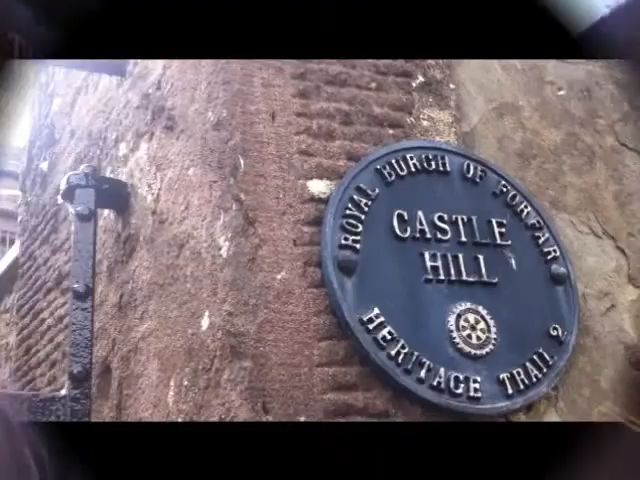 ROYAL BURGH OF FORFAR
CASTLE
HILL
HERITAGE TRAIL 2